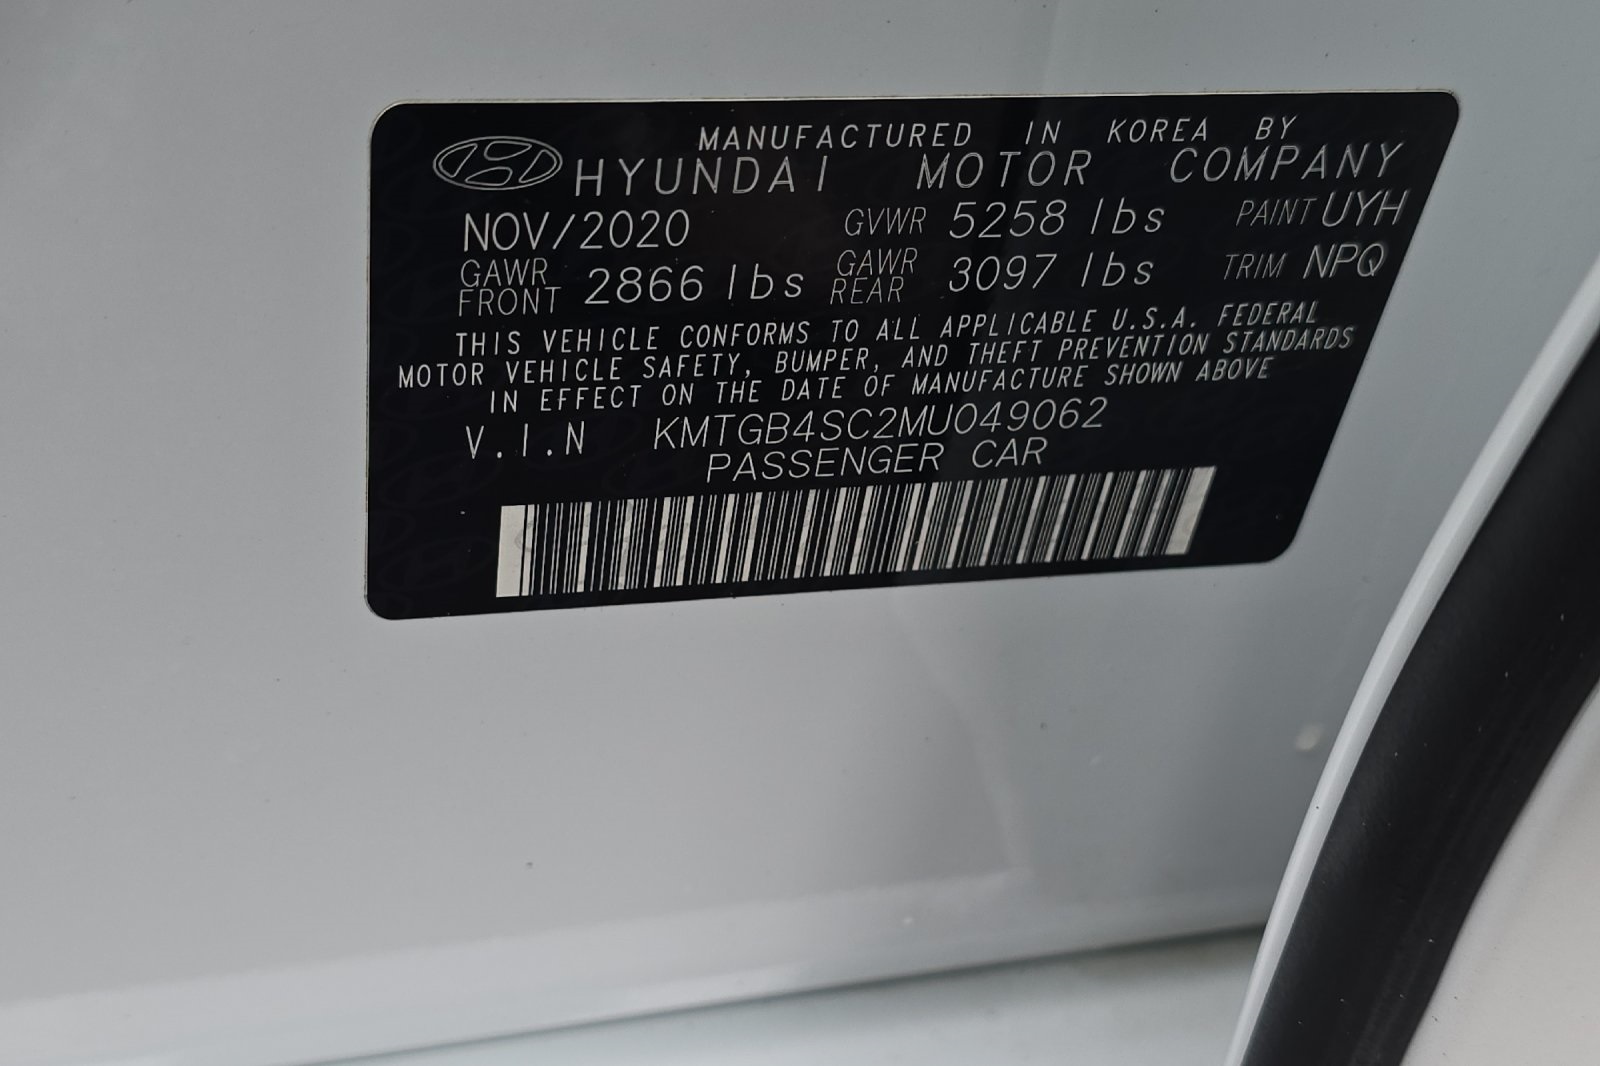 MANUFACTURED IN KOREA BY
HYUNDAI MOTOR COMPANY
NOV/2020 GVWR 5258 lbs PAINT UYH
GAWR FRONT 2866 lbs GAWR REAR 3097 lbs TRIM NPQ
THIS VEHICLE CONFORMS TO ALL APPLICABLE U.S.A. FEDERAL
MOTOR VEHICLE SAFETY, BUMPER, AND THEFT PREVENTION STANDARDS
IN EFFECT ON THE DATE OF MANUFACTURE SHOWN ABOVE
V.I.N KMTGB4SC2MU049062
PASSENGER CAR